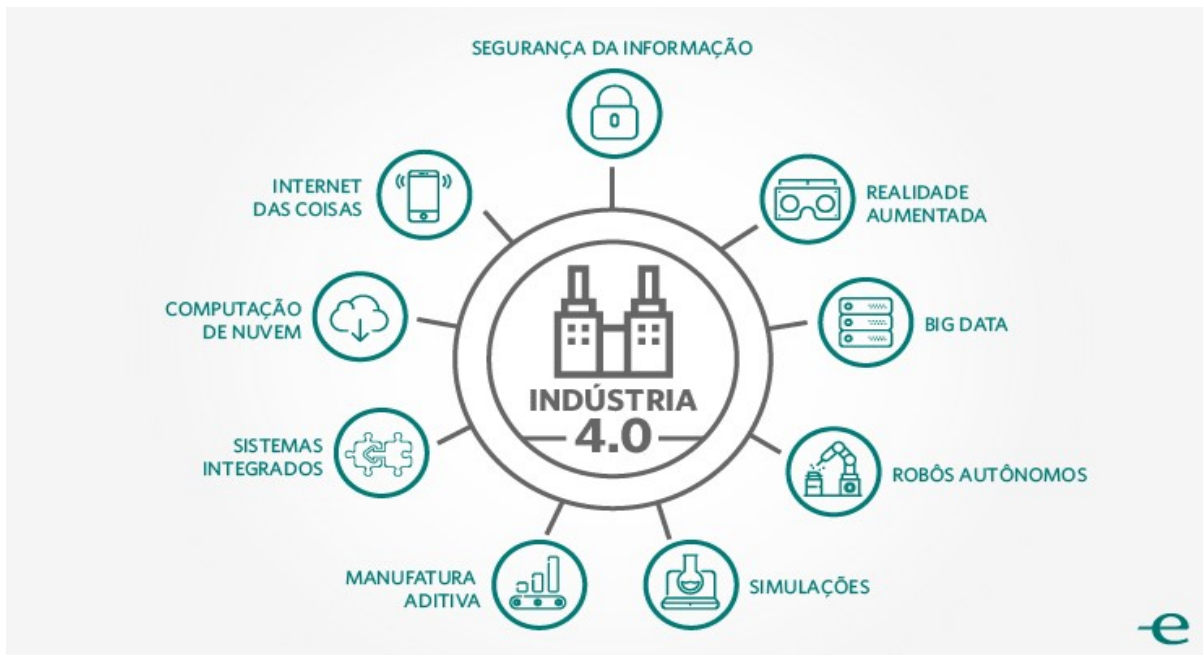 SEGURANÇA DA INFORMAÇÃO
REALIDADE
AUMENTADA
BIG DATA
ROBÔS AUTÔNOMOS
SIMULAÇÕES
MANUFATURA
ADITIVA
SISTEMAS
INTEGRADOS
COMPUTAÇÃO
DE NUVEM
INTERNET
DAS COISAS
INDÚSTRIA
4.0
e